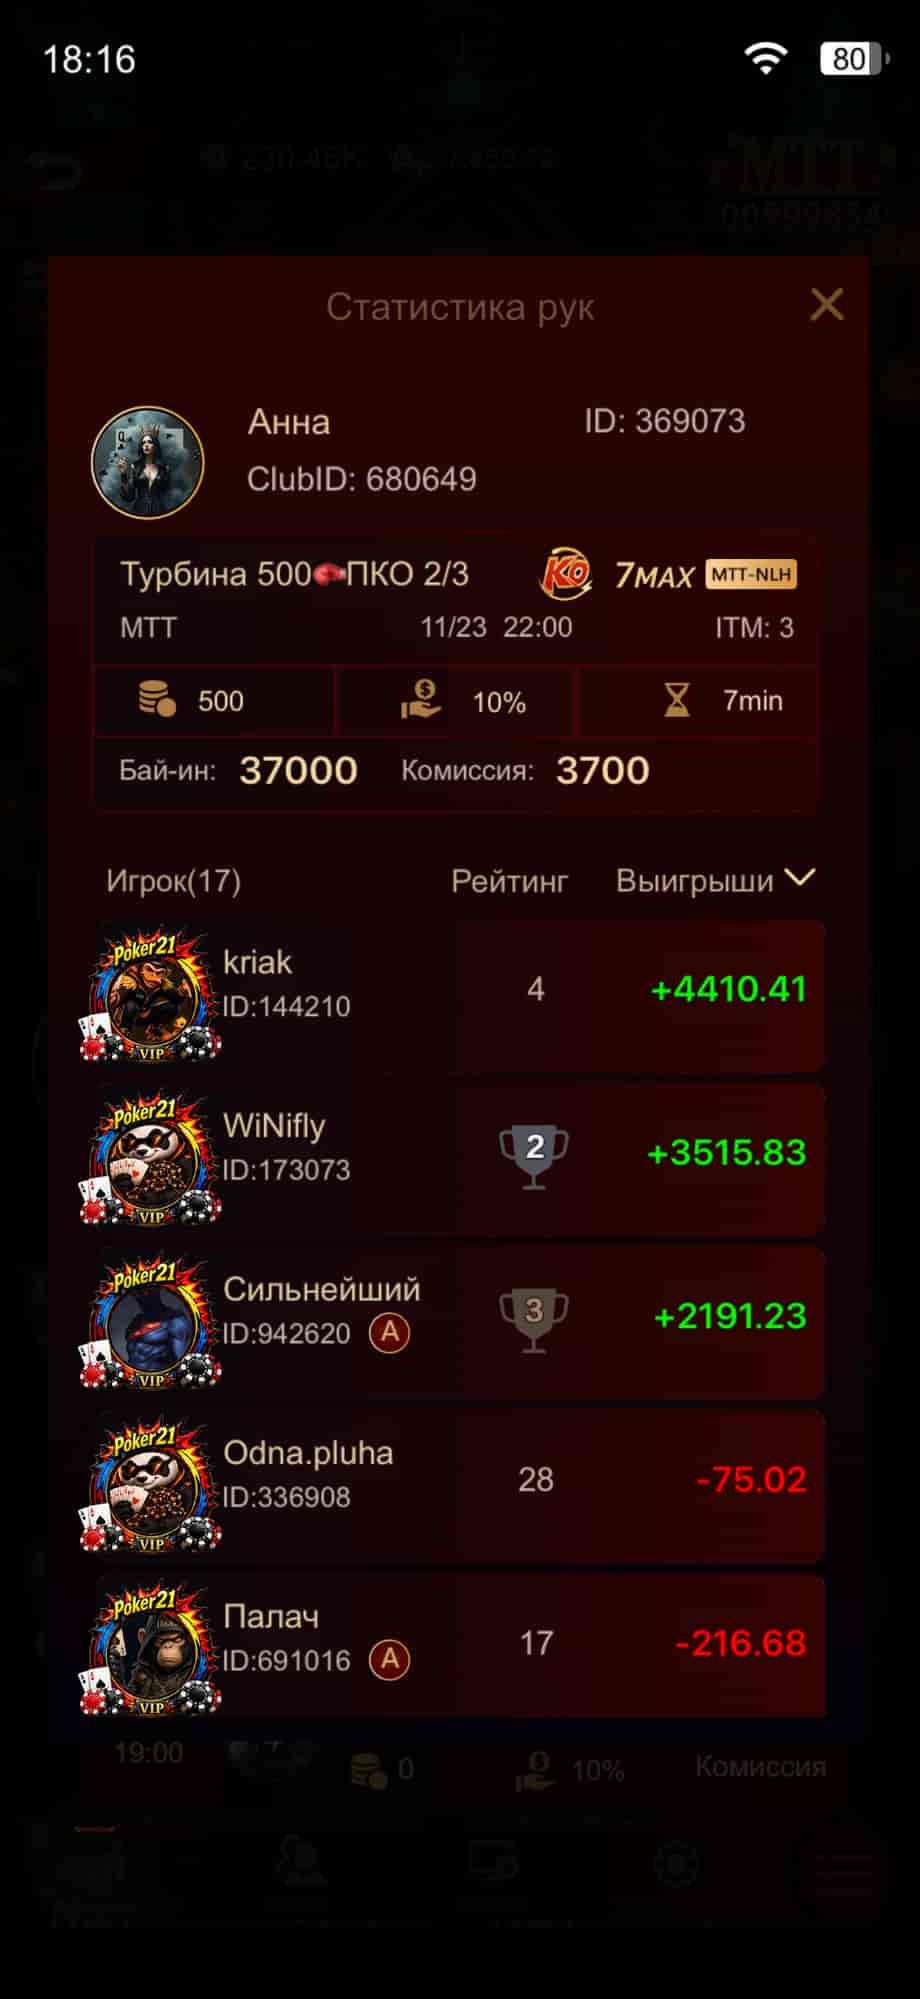 18:16
80
230.46K
MTT
Статистика рук
Анна
ID: 369073
ClubID: 680649
Турбина 500🥊ПКО 2/3
KO
7MAX
MTT-NLH
MTT
11/23 22:00
ITM: 3
500
10%
7min
Бай-ин: 37000
Комиссия: 3700
Игрок(17)
Рейтинг
Выигрыши
Poker21
VIP
kriak
ID:144210
4
+4410.41
Poker21
VIP
WiNifly
ID:173073
2
+3515.83
Poker21
VIP
Сильнейший
ID:942620
A
3
+2191.23
Poker21
VIP
Odna.pluha
ID:336908
28
-75.02
Poker21
VIP
Палач
ID:691016
A
17
-216.68
19:00
0
10%
Комиссия